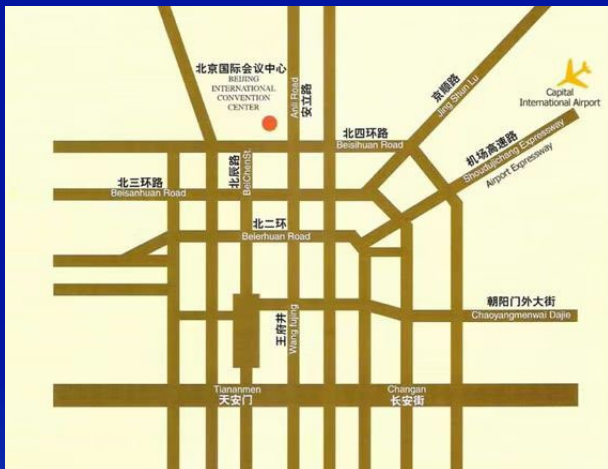 北京国际会议中心
BEIJING
INTERNATIONAL
CONVENTION
CENTER
Anli Road
安立路
京顺路
Jing Shun Lu
Capital
International Airport
北四环路
Beisihuan Road
机场高速路
Shoudujichang Expressway
Airport Expressway
北三环路
Beisanhuan Road
北辰路
BeiChenSt.
北二环
Beierhuan Road
王府井
Wang fujing
朝阳门外大街
Chaoyangmenwai Dajie
Tiananmen
天安门
Changan
长安街